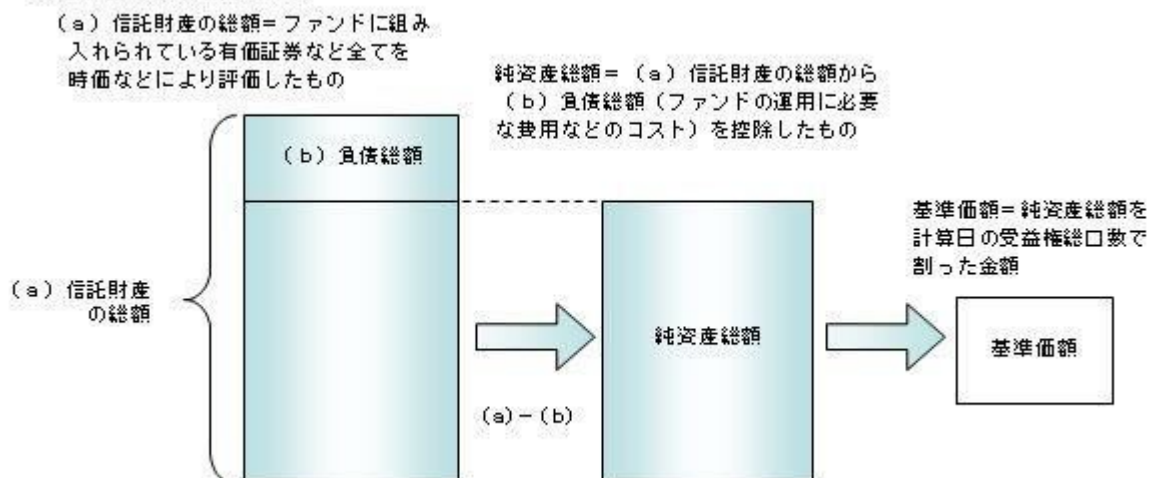 (a)信託財産の総額=ファンドに組み
入れられている有価証券など全てを
時価などにより評価したもの
純資産総額=(a)信託財産の総額から
(b)負債総額(ファンドの運用に必要
な費用などのコスト)を控除したもの
(b)負債総額
基準価額=純資産総額を
計算日の受益権総口数で
割った金額
(a)信託財産
の総額
純資産総額
基準価額
(a)-(b)